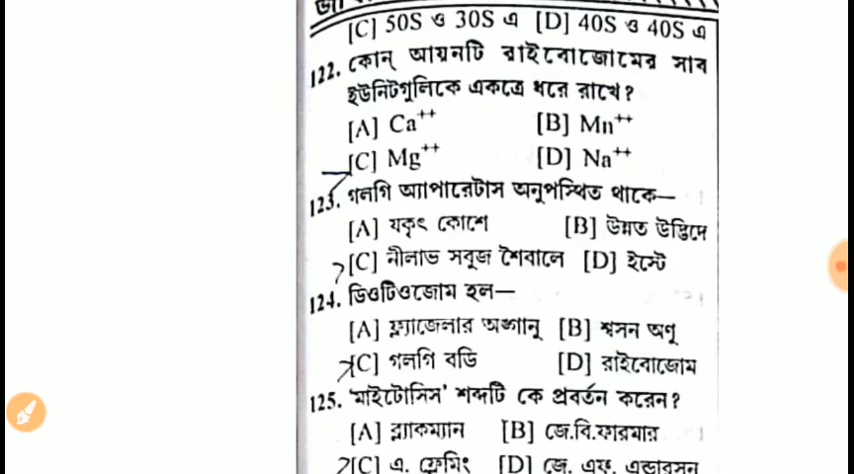 [C] 50S ও 30S এ [D] 40S ও 40S এ
122. কোন্ আয়নটি রাইবোজোমের সাব
ইউনিটগুলিকে একত্রে ধরে রাখে?
[A] Ca⁺⁺ [B] Mn⁺⁺
[C] Mg⁺⁺ [D] Na⁺⁺
123. গলগি অ্যাপারেটাস অনুপস্থিত থাকে—
[A] যকৃৎ কোশে [B] উন্নত উদ্ভিদে
[C] নীলাভ সবুজ শৈবালে [D] ইস্টে
124. ডিওটিওজোম হল—
[A] ফ্ল্যাজেলার অঙ্গানু [B] শ্বসন অণু
[C] গলগি বডি [D] রাইবোজোম
125. 'মাইটোসিস' শব্দটি কে প্রবর্তন করেন?
[A] ব্ল্যাকম্যান [B] জে.বি.ফারমার
[C] এ. ফ্লেমিং [D] জে. এফ. এন্ডারসন